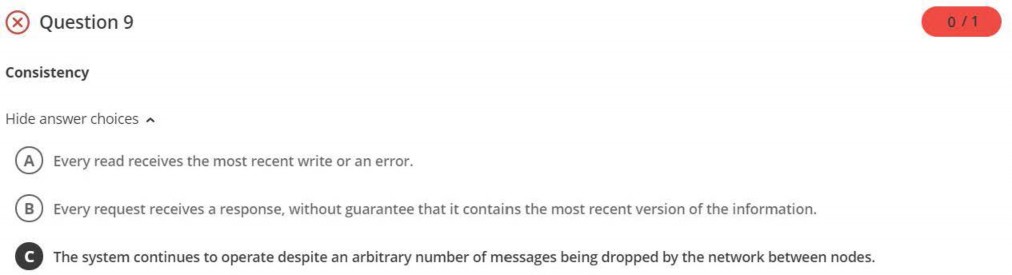 Question 9
0 / 1
Consistency
Hide answer choices
A Every read receives the most recent write or an error.
B Every request receives a response, without guarantee that it contains the most recent version of the information.
C The system continues to operate despite an arbitrary number of messages being dropped by the network between nodes.